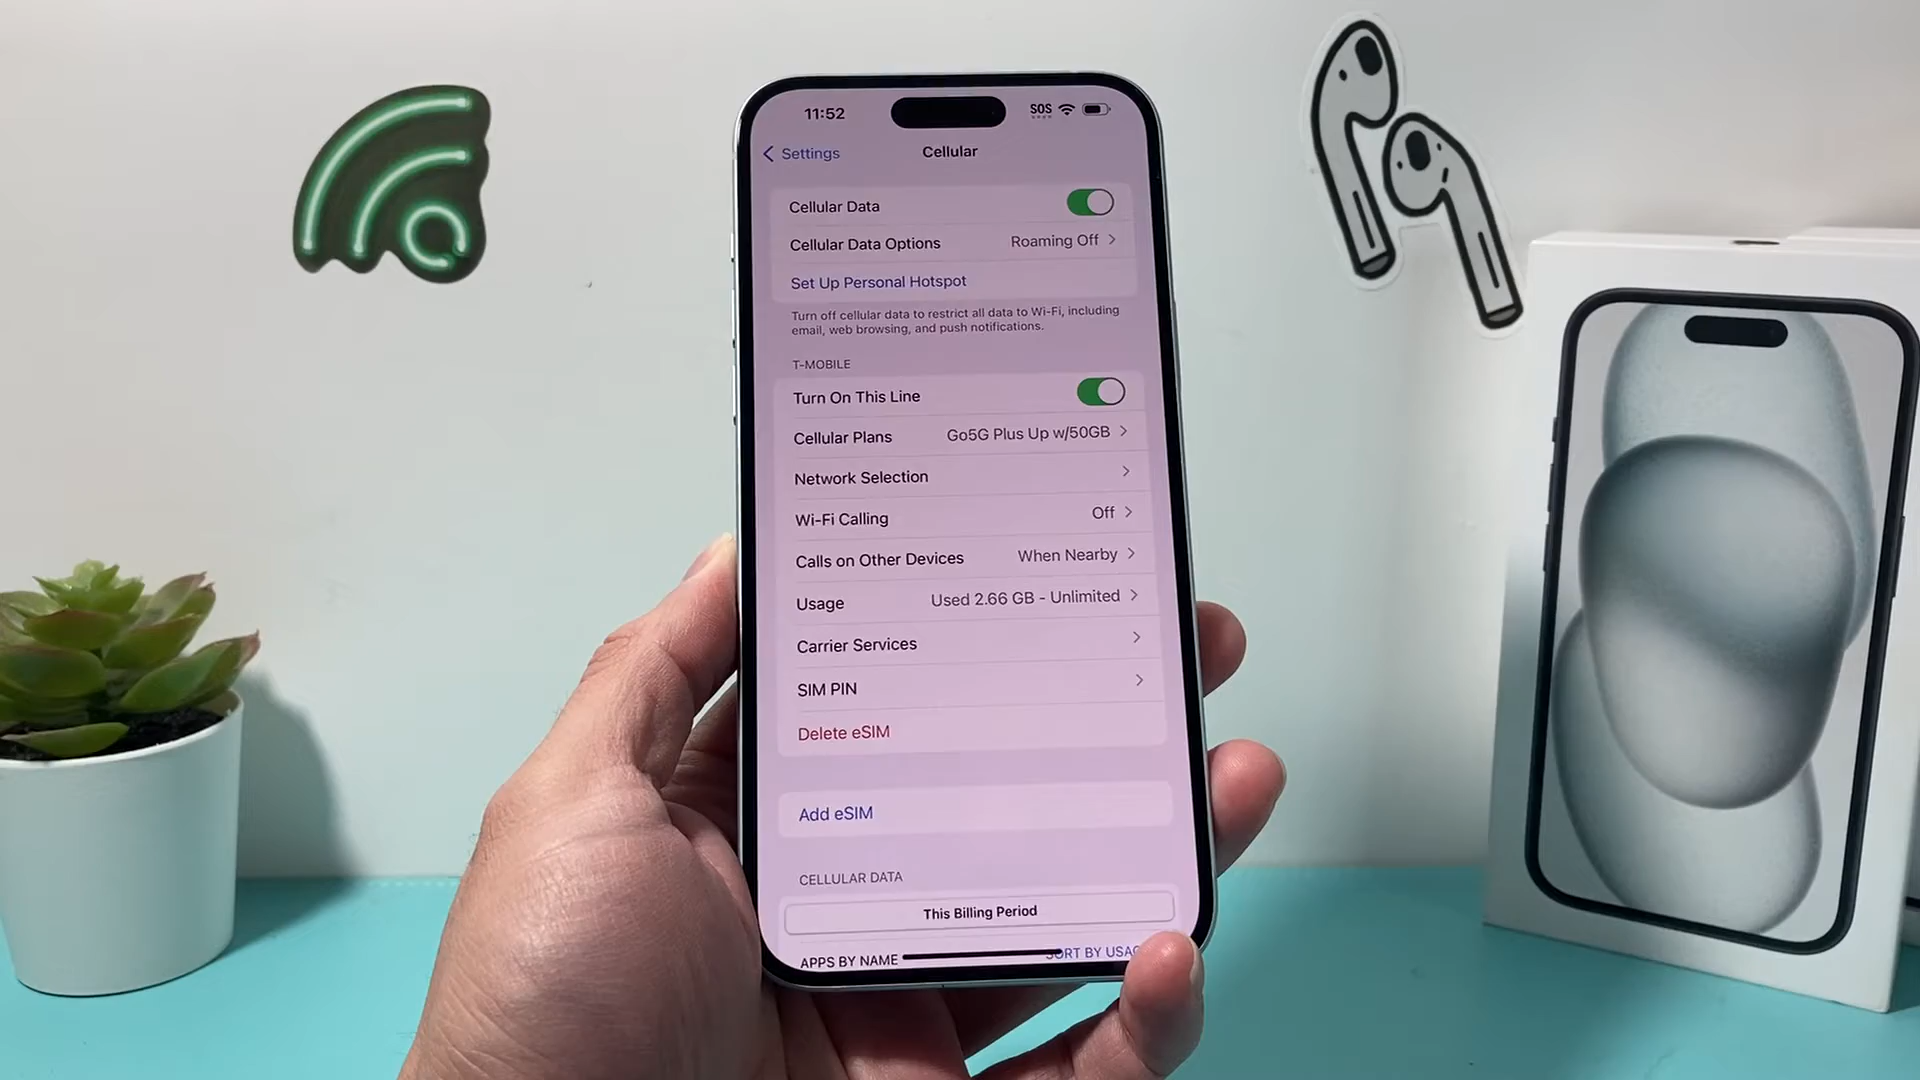 11:52 SOS
Settings Cellular
Cellular Data
Cellular Data Options Roaming Off
Set Up Personal Hotspot
Turn off cellular data to restrict all data to Wi-Fi, including
email, web browsing, and push notifications.
T-MOBILE
Turn On This Line
Cellular Plans Go5G Plus Up w/50GB
Network Selection
Wi-Fi Calling Off
Calls on Other Devices When Nearby
Usage Used 2.66 GB - Unlimited
Carrier Services
SIM PIN
Delete eSIM
Add eSIM
CELLULAR DATA
This Billing Period
APPS BY NAME SORT BY USAG